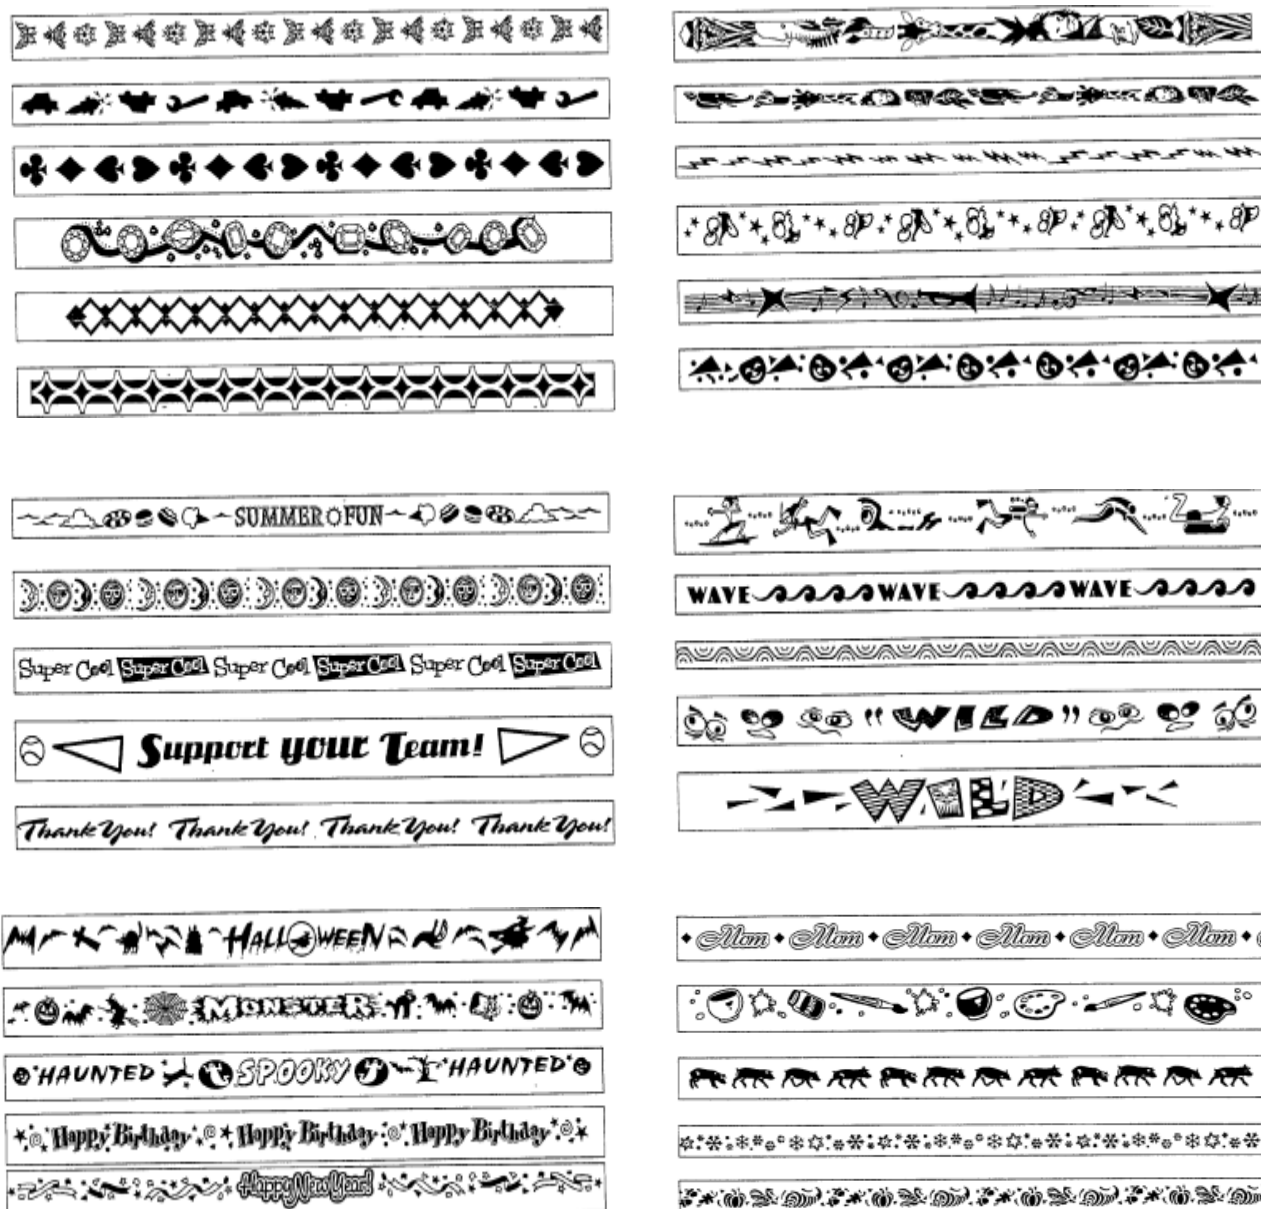 SUMMER FUN
Super Cool Super Cool Super Cool Super Cool Super Cool Super Cool
Support your Team!
Thank You! Thank You! Thank You! Thank You!
WAVE WAVE WAVE
"WILD"
WILD
HALLOWEEN
MONSTER
HAUNTED SPOOKY HAUNTED
Happy Birthday Happy Birthday Happy Birthday
Happy New Year!
Mom Mom Mom Mom Mom Mom